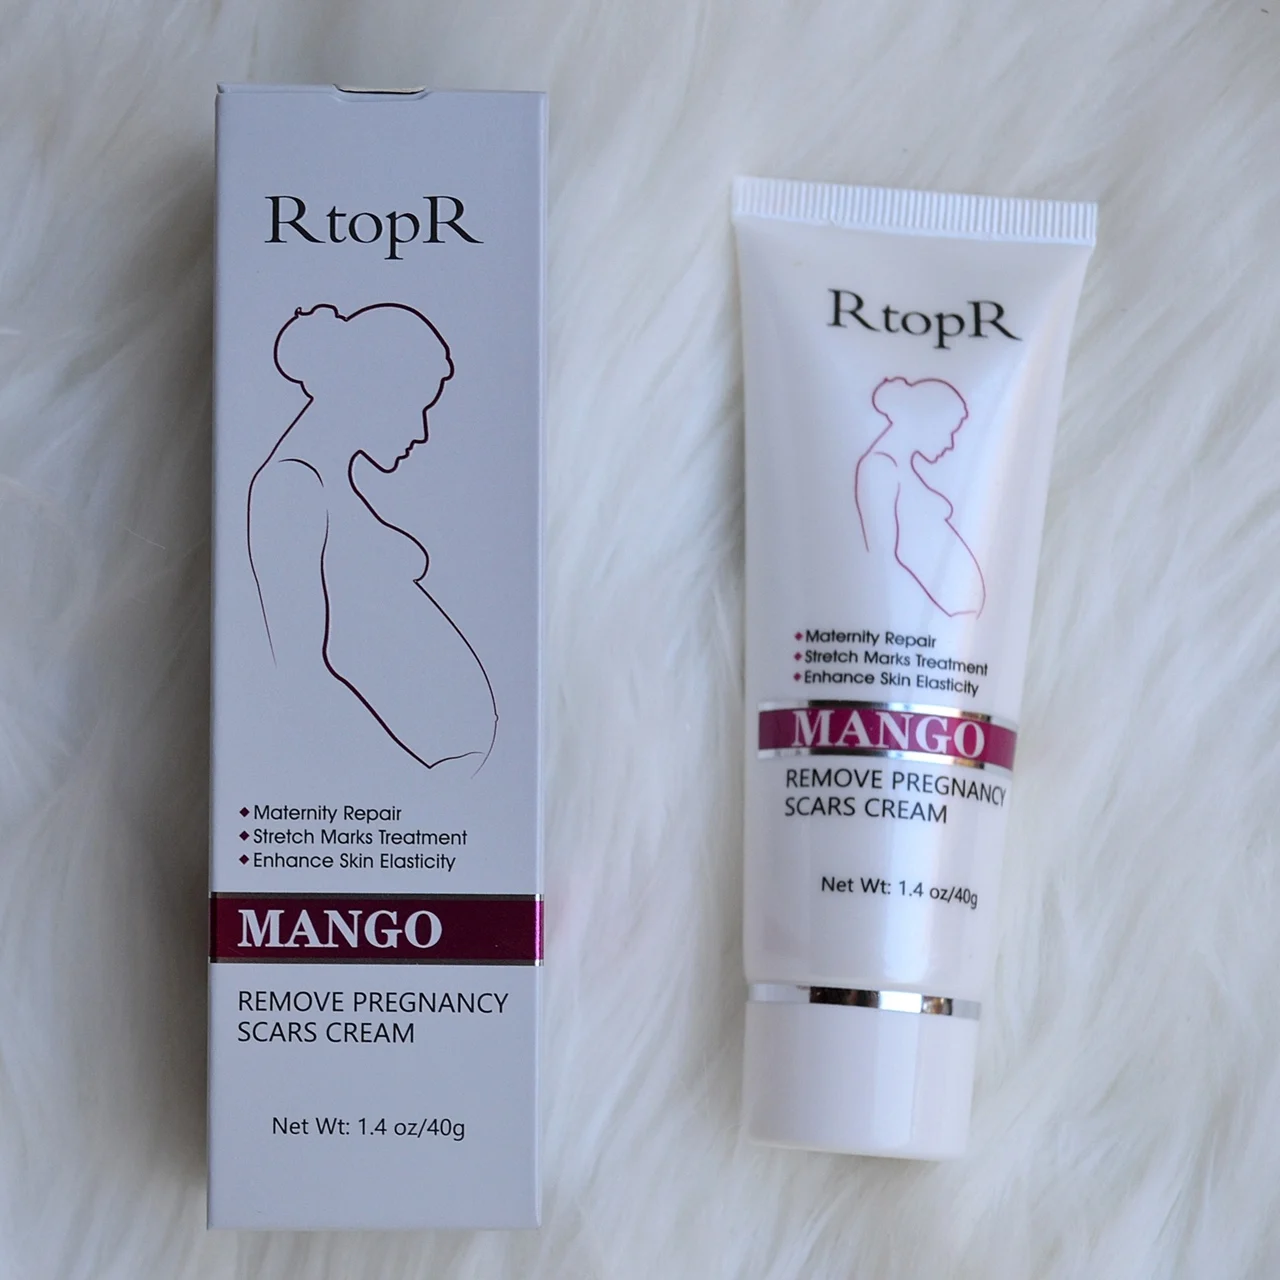 RtopR
◆Maternity Repair
◆Stretch Marks Treatment
◆Enhance Skin Elasticity
MANGO
REMOVE PREGNANCY
SCARS CREAM
Net Wt: 1.4 oz/40g
RtopR
◆Maternity Repair
◆Stretch Marks Treatment
◆Enhance Skin Elasticity
MANGO
REMOVE PREGNANCY
SCARS CREAM
Net Wt: 1.4 oz/40g